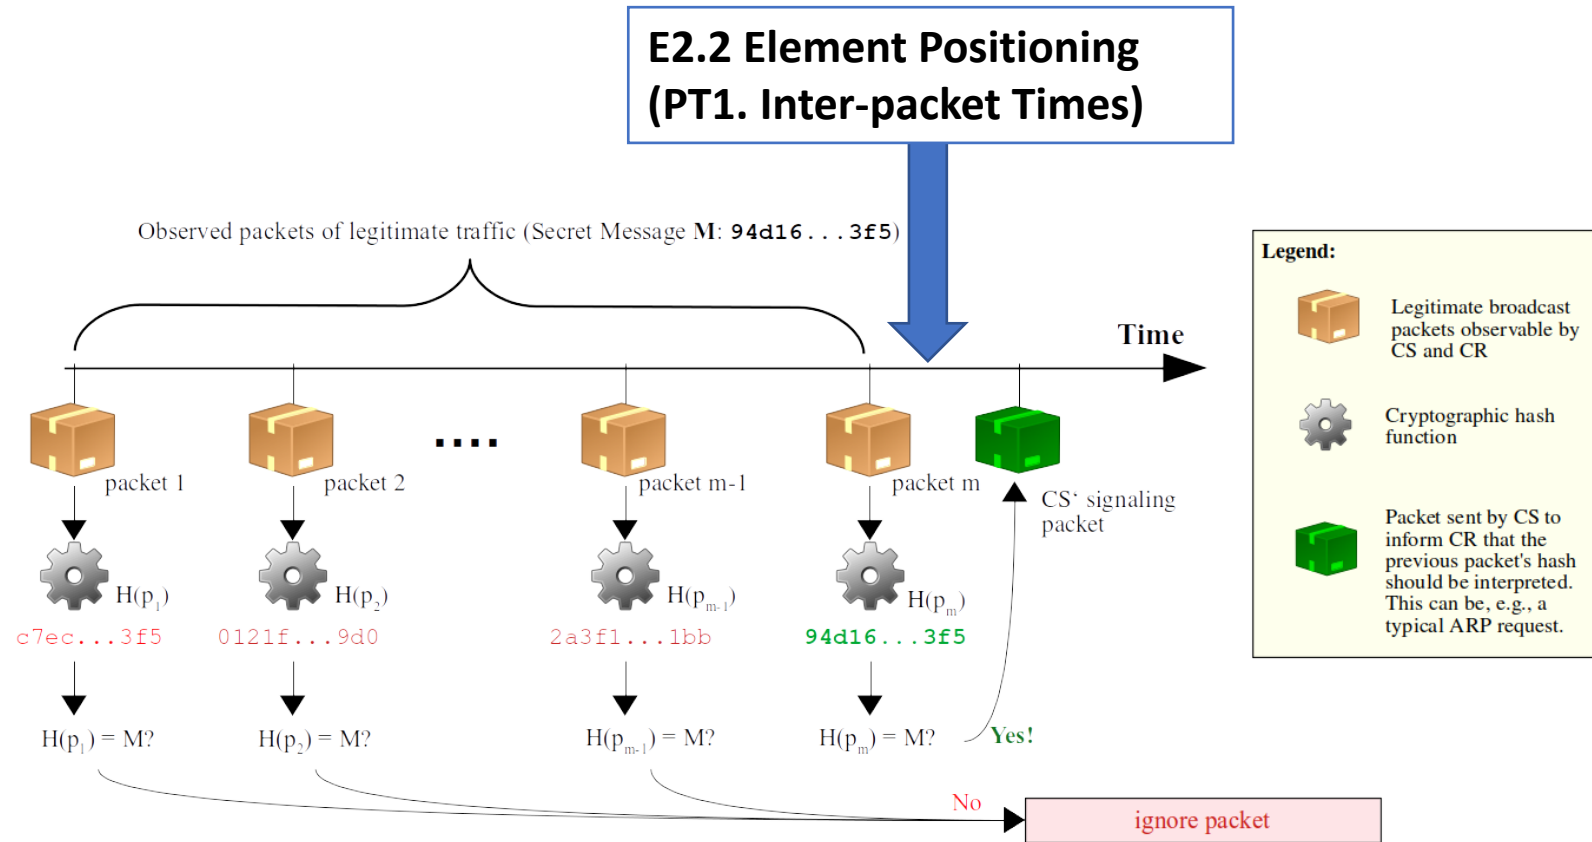 E2.2 Element Positioning
(PT1. Inter-packet Times)
Observed packets of legitimate traffic (Secret Message M: 94d16...3f5)
Time
....
packet 1
packet 2
packet m-1
packet m
CS‘ signaling
packet
H(p1)
H(p2)
H(pm-1)
H(pm)
c7ec...3f5
0121f...9d0
2a3f1...1bb
94d16...3f5
H(p1) = M?
H(p2) = M?
H(pm-1) = M?
H(pm) = M?
Yes!
No
ignore packet
Legend:
Legitimate broadcast
packets observable by
CS and CR
Cryptographic hash
function
Packet sent by CS to
inform CR that the
previous packet's hash
should be interpreted.
This can be, e.g., a
typical ARP request.